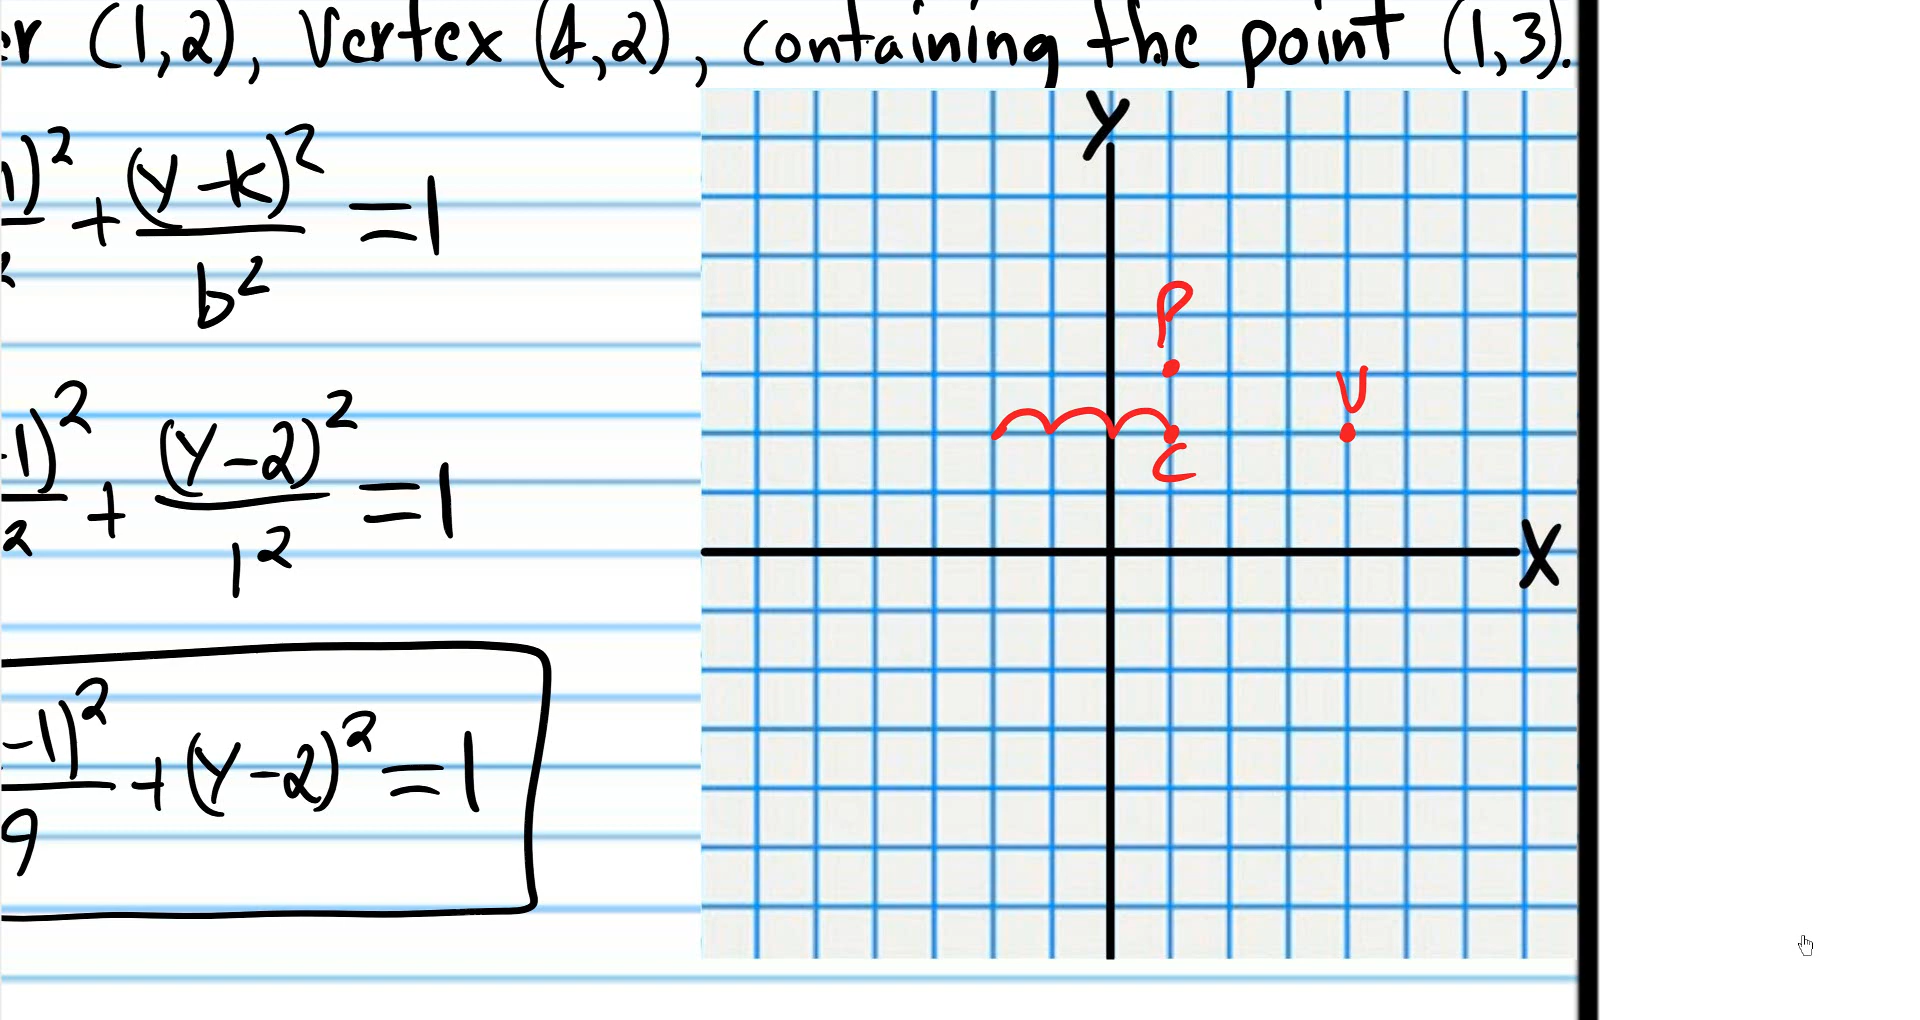 r (1,2), Vertex (4,2), containing the point (1,3).
)² + (y-k)²/b² = 1
-1)²/2 + (y-2)²/1² = 1
-1)²/9 + (y-2)² = 1
Y
P
V
C
X